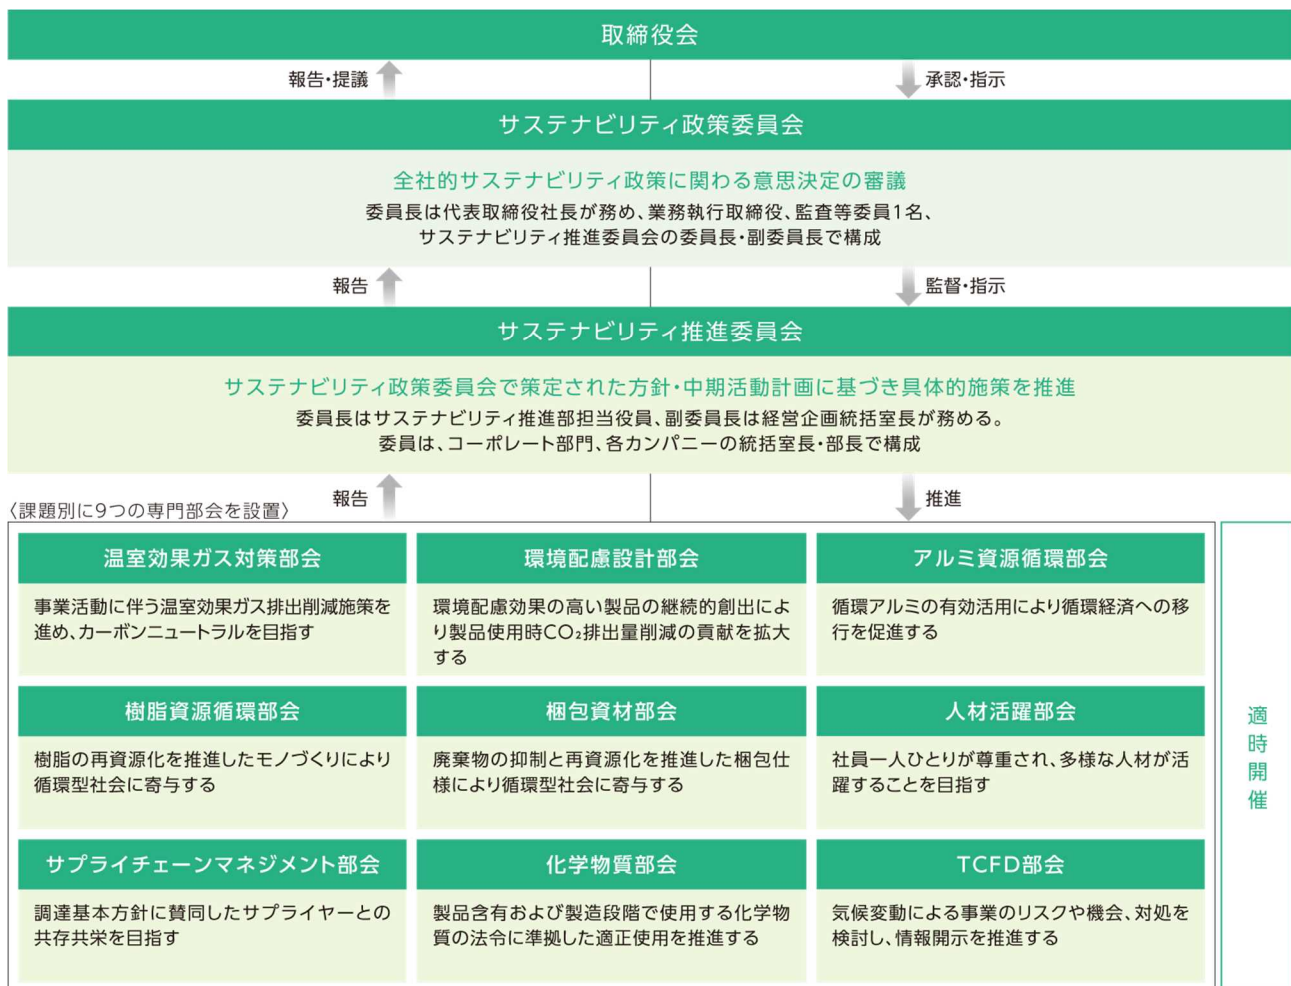 取締役会
報告・提議
承認・指示
サステナビリティ政策委員会
全社的サステナビリティ政策に関わる意思決定の審議
委員長は代表取締役社長が務め、業務執行取締役、監査等委員1名、
サステナビリティ推進委員会の委員長・副委員長で構成
報告
監督・指示
サステナビリティ推進委員会
サステナビリティ政策委員会で策定された方針・中期活動計画に基づき具体的施策を推進
委員長はサステナビリティ推進部担当役員、副委員長は経営企画統括室長が務める。
委員は、コーポレート部門、各カンパニーの統括室長・部長で構成
報告
推進
〈課題別に9つの専門部会を設置〉
温室効果ガス対策部会
事業活動に伴う温室効果ガス排出削減施策を
進め、カーボンニュートラルを目指す
環境配慮設計部会
環境配慮効果の高い製品の継続的創出によ
り製品使用時CO₂排出量削減の貢献を拡大
する
アルミ資源循環部会
循環アルミの有効活用により循環経済への移
行を促進する
樹脂資源循環部会
樹脂の再資源化を推進したモノづくりにより
循環型社会に寄与する
梱包資材部会
廃棄物の抑制と再資源化を推進した梱包仕
様により循環型社会に寄与する
人材活躍部会
社員一人ひとりが尊重され、多様な人材が活
躍することを目指す
サプライチェーンマネジメント部会
調達基本方針に賛同したサプライヤーとの
共存共栄を目指す
化学物質部会
製品含有および製造段階で使用する化学物
質の法令に準拠した適正使用を推進する
TCFD部会
気候変動による事業のリスクや機会、対処を
検討し、情報開示を推進する
適時開催